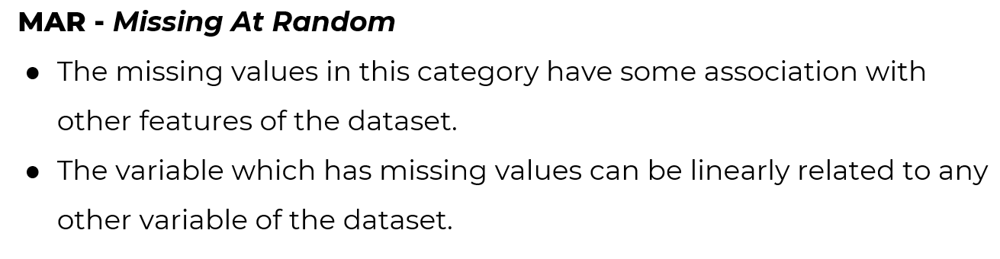 MAR - Missing At Random
● The missing values in this category have some association with
other features of the dataset.
● The variable which has missing values can be linearly related to any
other variable of the dataset.